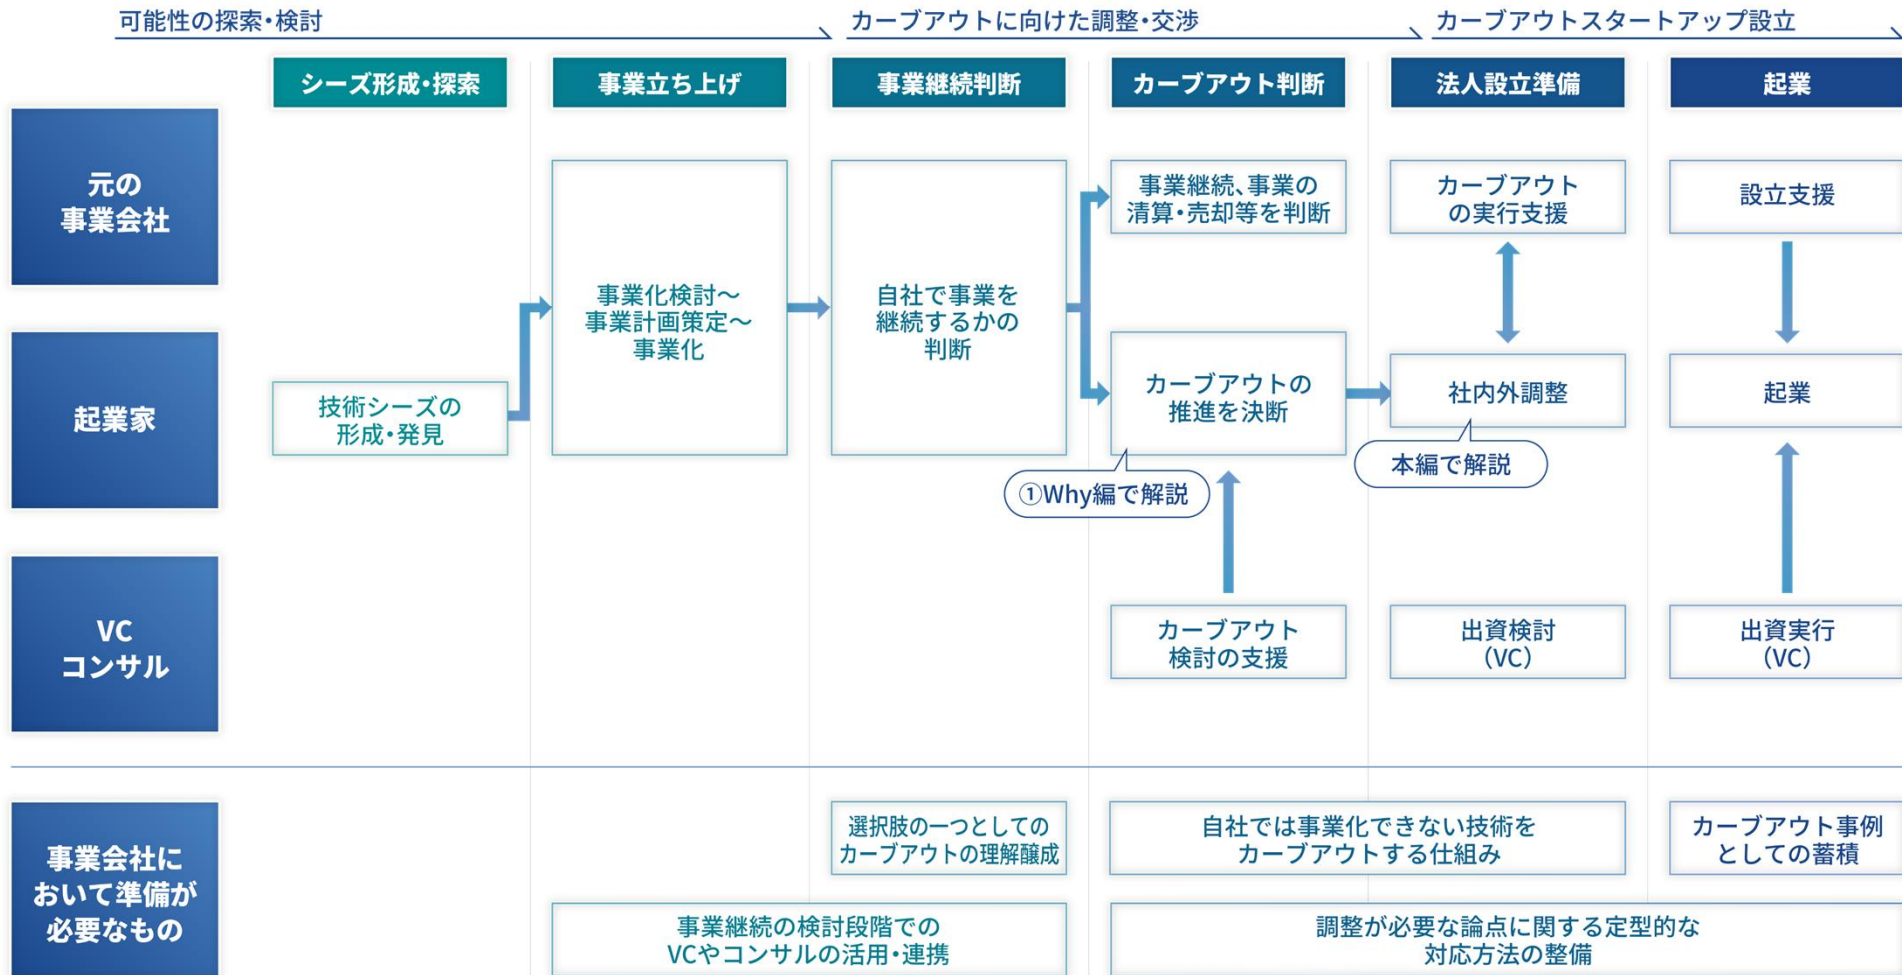 可能性の探索・検討
カーブアウトに向けた調整・交渉
カーブアウトスタートアップ設立
シーズ形成・探索
事業立ち上げ
事業継続判断
カーブアウト判断
法人設立準備
起業
元の
事業会社
事業化検討～
事業計画策定～
事業化
自社で事業を
継続するかの
判断
事業継続、事業の
清算・売却等を判断
カーブアウト
の実行支援
設立支援
起業家
技術シーズの
形成・発見
カーブアウトの
推進を決断
社内外調整
起業
①Why編で解説
本編で解説
VC
コンサル
カーブアウト
検討の支援
出資検討
（VC）
出資実行
（VC）
事業会社に
おいて準備が
必要なもの
選択肢の一つとしての
カーブアウトの理解醸成
自社では事業化できない技術を
カーブアウトする仕組み
カーブアウト事例
としての蓄積
事業継続の検討段階での
VCやコンサルの活用・連携
調整が必要な論点に関する定型的な
対応方法の整備